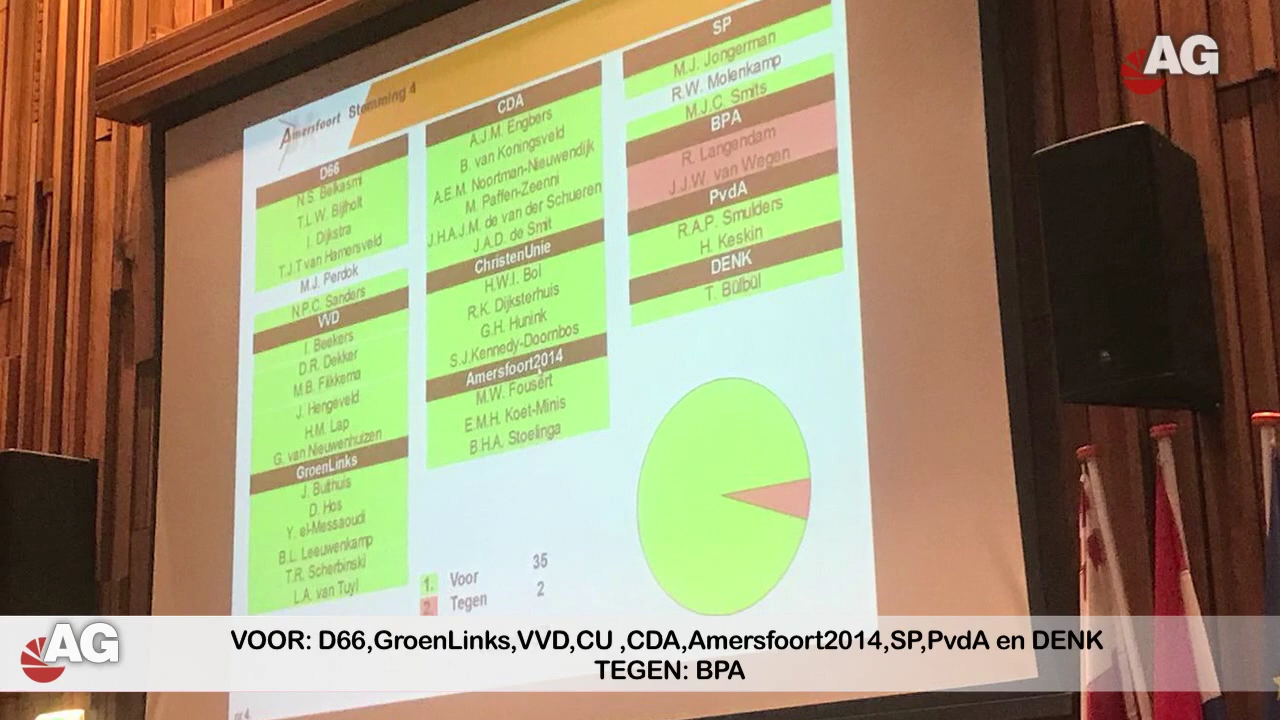 AG
Amersfoort Stemming 4
D66
N.S. Belkasmi
T.L.W. Bijlholt
I. Dijkstra
T.J.T van Hamersveld
M.J. Perdok
N.P.C. Sanders
VVD
I. Beekers
D.R. Dekker
M.B. Flikkema
J. Hengeveld
H.M. Lap
G. van Nieuwenhuizen
GroenLinks
J. Bulthuis
D. Hos
Y. el-Messaoudi
B.L. Leeuwenkamp
T.R. Scherbinski
L.A. van Tuyl
CDA
A.J.M. Engbers
B. van Koningsveld
A.E.M. Noortman-Nieuwendijk
M. Paffen-Zeenni
J.H.A.J.M. de van der Schueren
J.A.D. de Smit
ChristenUnie
H.W.I. Bol
R.K. Dijksterhuis
G.H. Hunink
S.J.Kennedy-Doornbos
Amersfoort2014
M.W. Fousert
E.M.H. Koet-Minis
B.H.A. Stoelinga
SP
M.J. Jongerman
R.W. Molenkamp
M.J.C. Smits
BPA
R. Langendam
J.J.W. van Wegen
PvdA
R.A.P. Smulders
H. Keskin
DENK
T. Bülbül
1. Voor 35
2. Tegen 2
AG
VOOR: D66,GroenLinks,VVD,CU ,CDA,Amersfoort2014,SP,PvdA en DENK
TEGEN: BPA